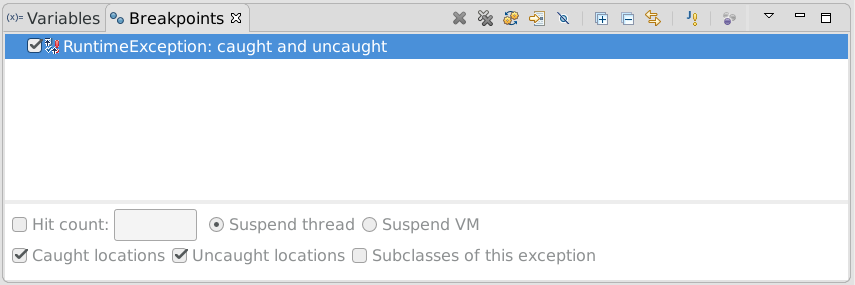 (x)= Variables Breakpoints
RuntimeException: caught and uncaught
Hit count: Suspend thread Suspend VM
Caught locations Uncaught locations Subclasses of this exception